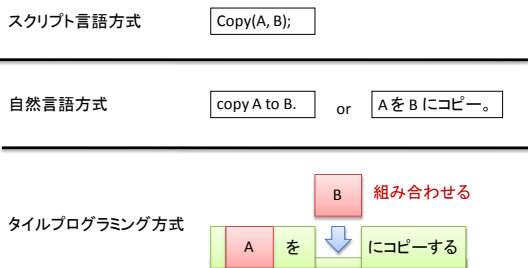 スクリプト言語方式 Copy(A, B);
自然言語方式 copy A to B. or AをBにコピー。
B 組み合わせる
タイルプログラミング方式
A を にコピーする